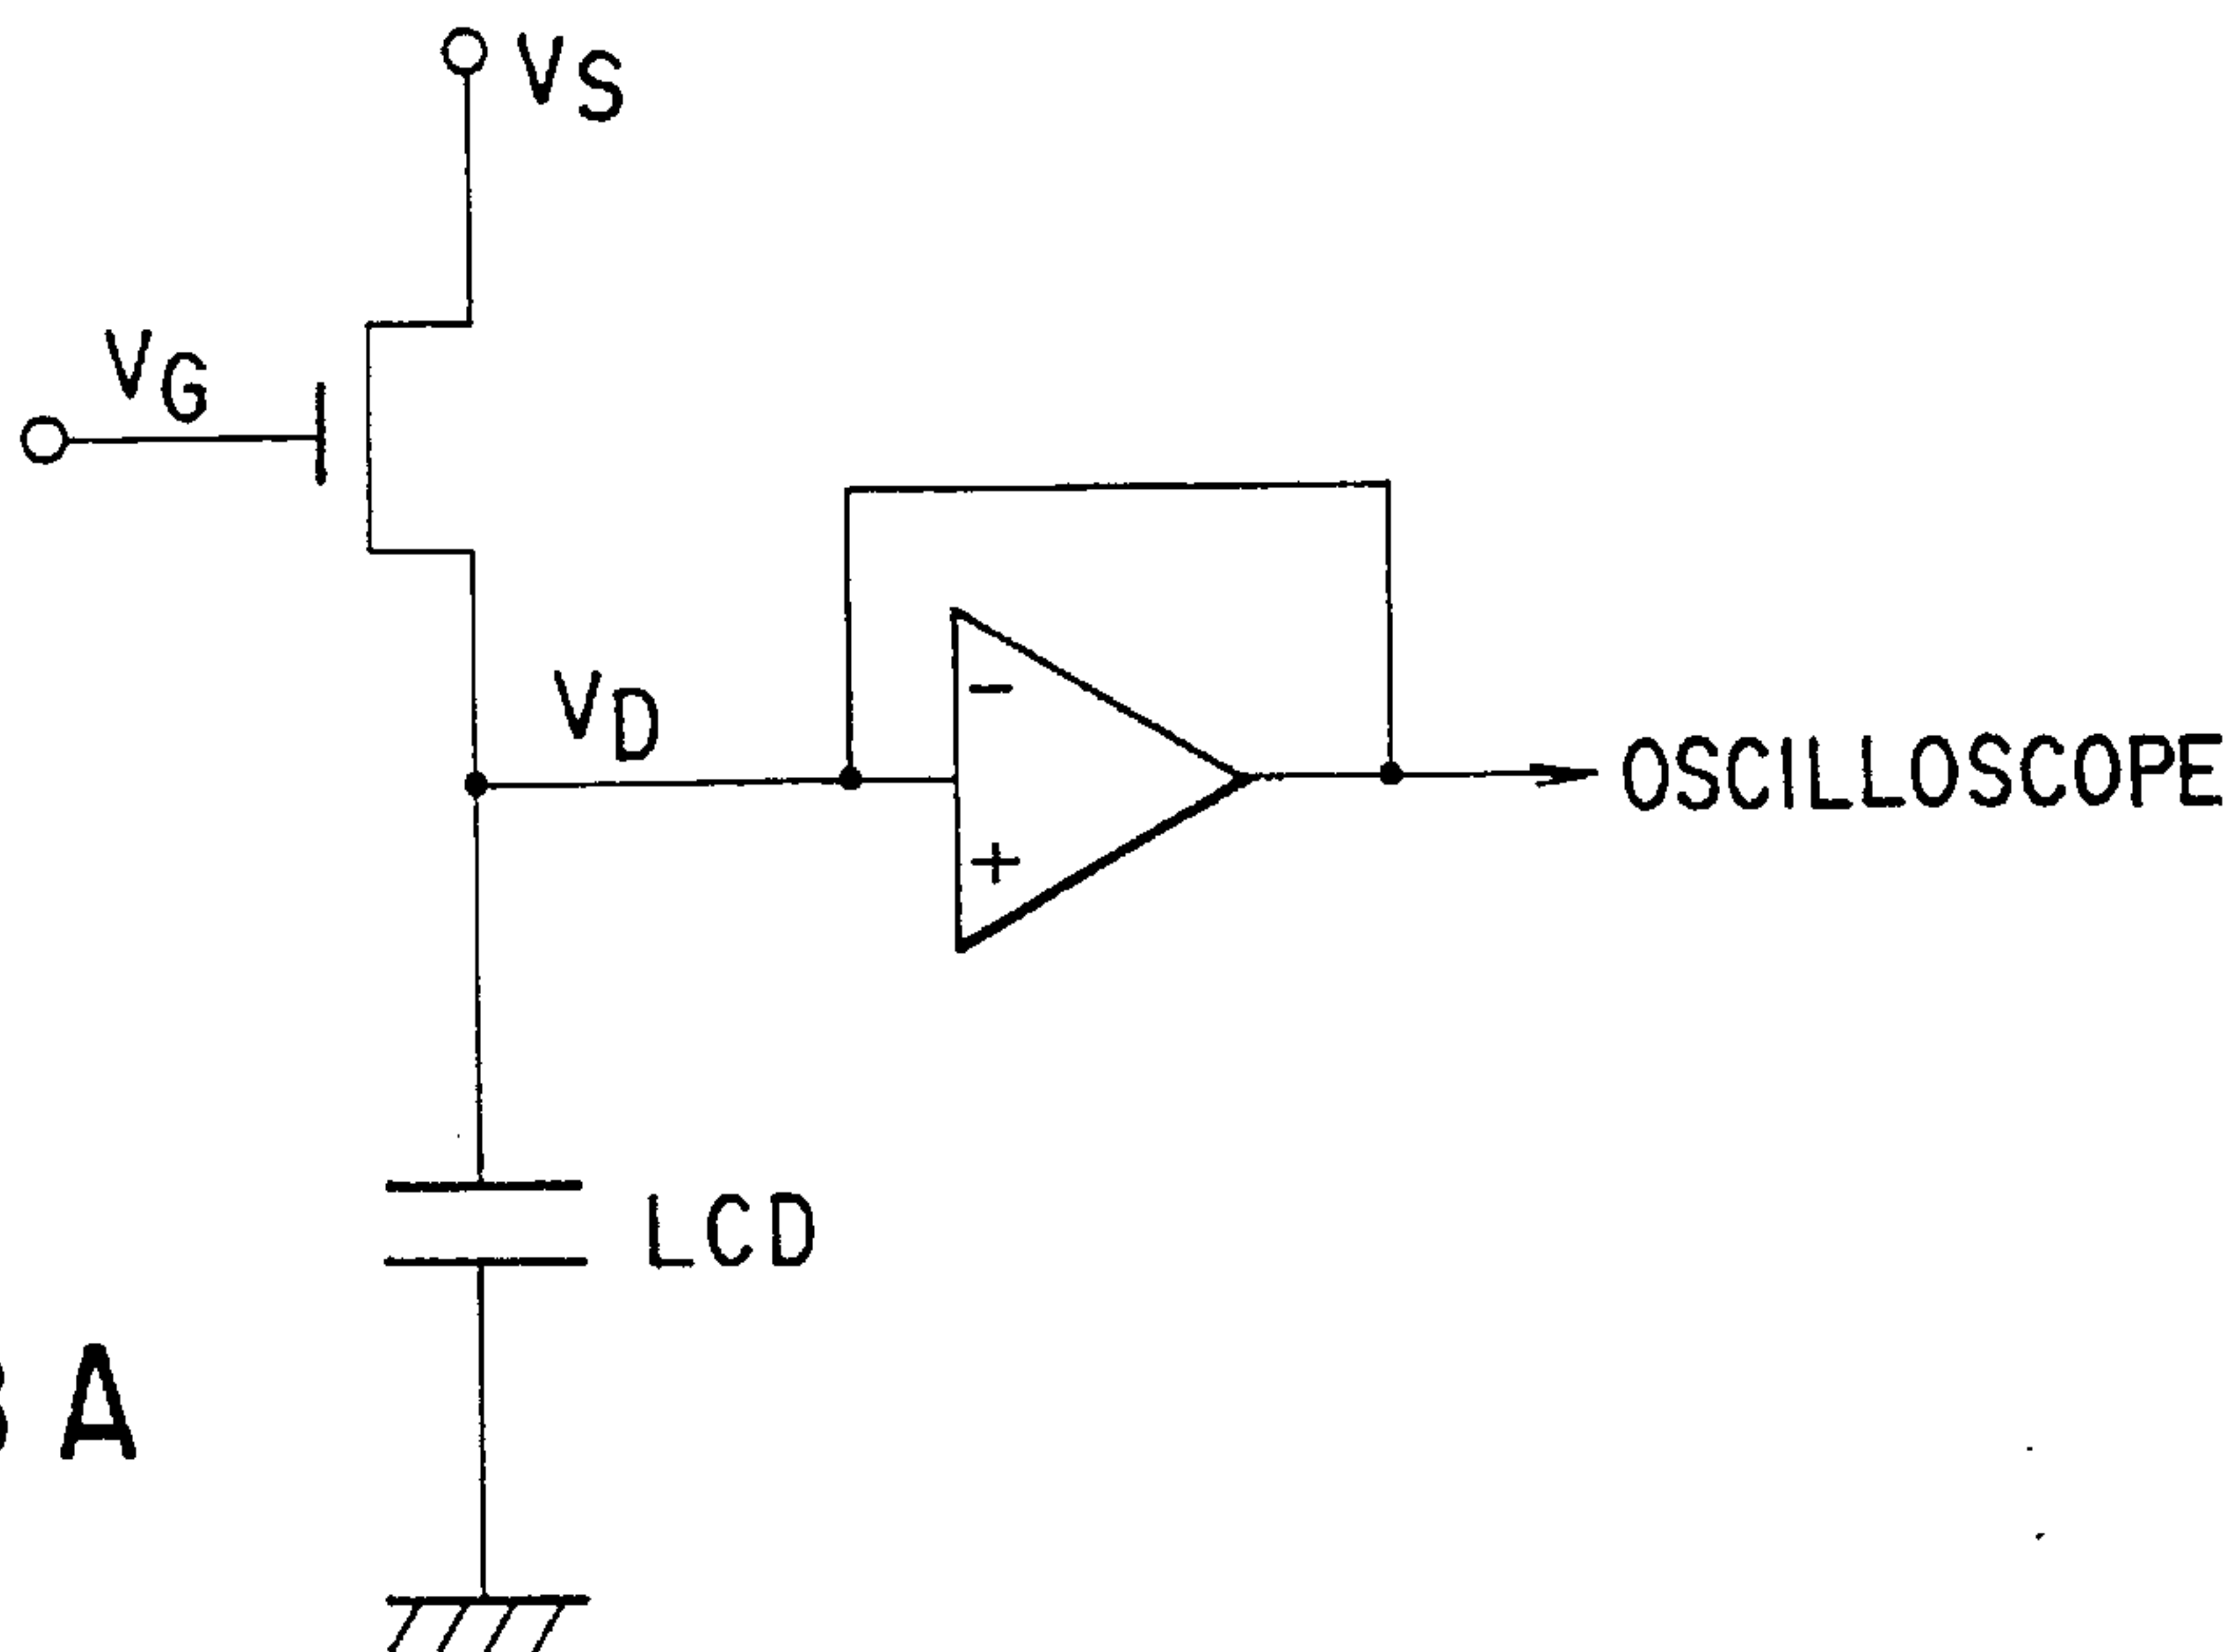 VS
VG
VD
-
+
OSCILLOSCOPE
LCD
A